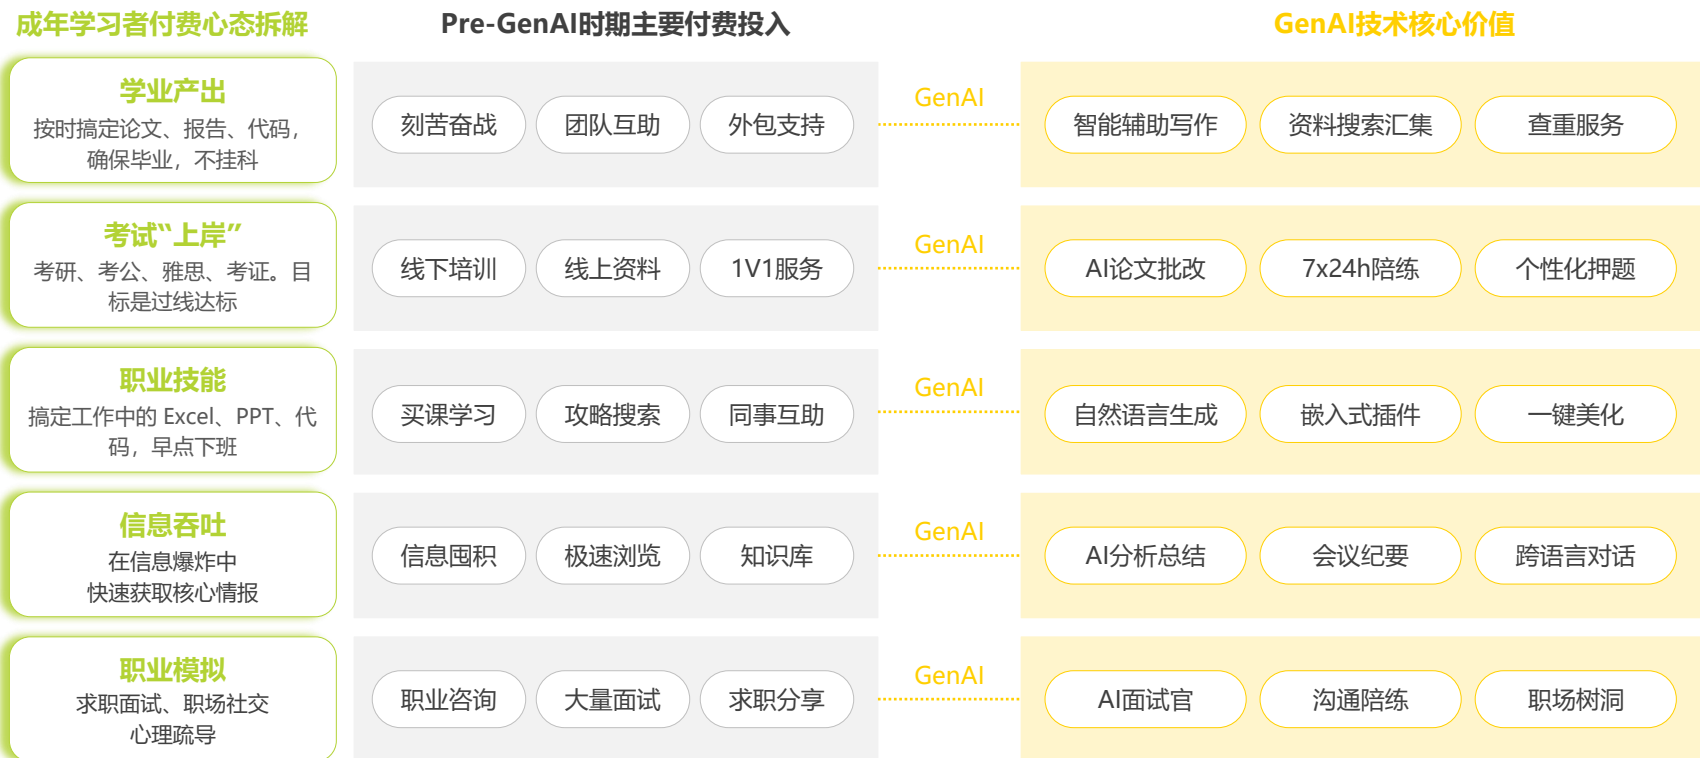 成年学习者付费心态拆解
Pre-GenAI时期主要付费投入
GenAI技术核心价值
学业产出
按时搞定论文、报告、代码，
确保毕业，不挂科
刻苦奋战
团队互助
外包支持
GenAI
智能辅助写作
资料搜索汇集
查重服务
考试“上岸”
考研、考公、雅思、考证。目
标是过线达标
线下培训
线上资料
1V1服务
GenAI
AI论文批改
7x24h陪练
个性化押题
职业技能
搞定工作中的 Excel、PPT、代
码，早点下班
买课学习
攻略搜索
同事互助
GenAI
自然语言生成
嵌入式插件
一键美化
信息吞吐
在信息爆炸中
快速获取核心情报
信息囤积
极速浏览
知识库
GenAI
AI分析总结
会议纪要
跨语言对话
职业模拟
求职面试、职场社交
心理疏导
职业咨询
大量面试
求职分享
GenAI
AI面试官
沟通陪练
职场树洞